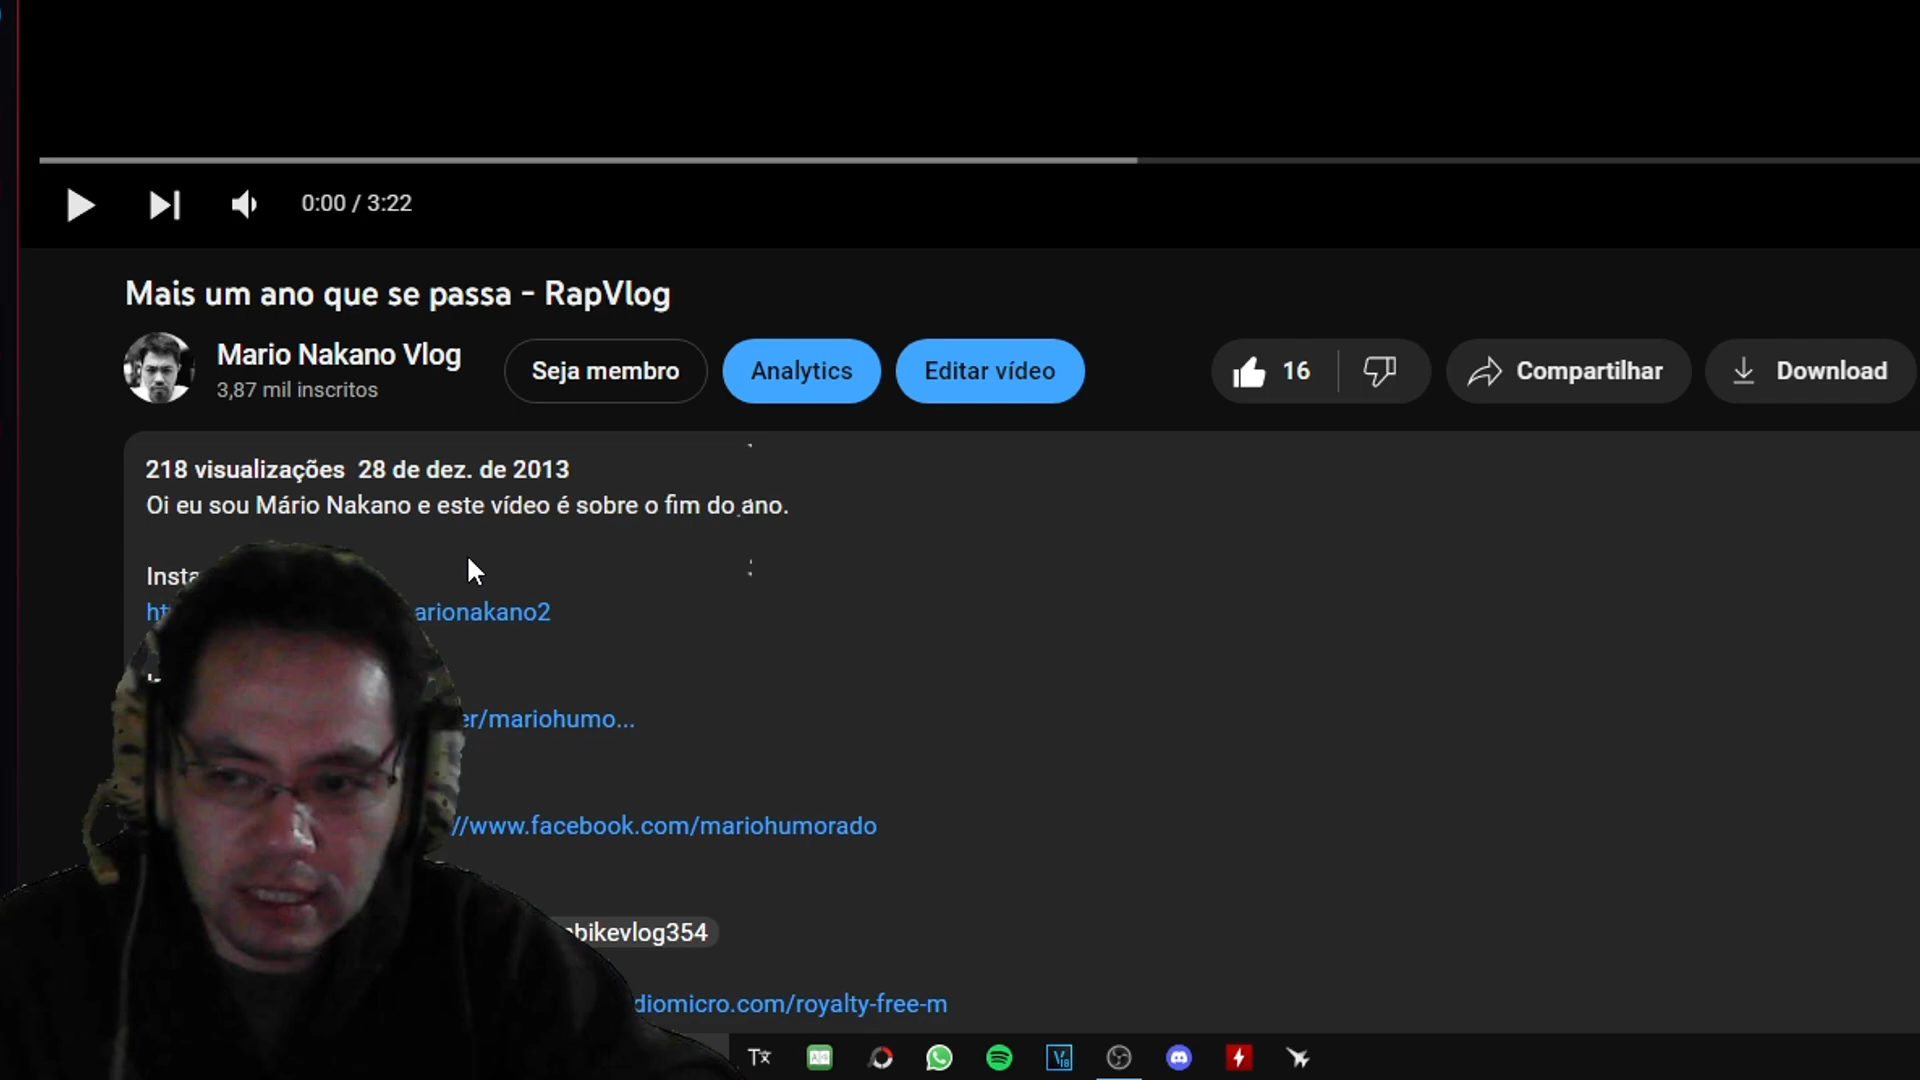 0:00 / 3:22
Mais um ano que se passa - RapVlog
Mario Nakano Vlog
3,87 mil inscritos
Seja membro
Analytics
Editar vídeo
16
Compartilhar
Download
218 visualizações 28 de dez. de 2013
Oi eu sou Mário Nakano e este vídeo é sobre o fim do ano.
Insta
ht
arionakano2
er/mariohumo...
//www.facebook.com/mariohumorado
bikevlog354
diomicro.com/royalty-free-m